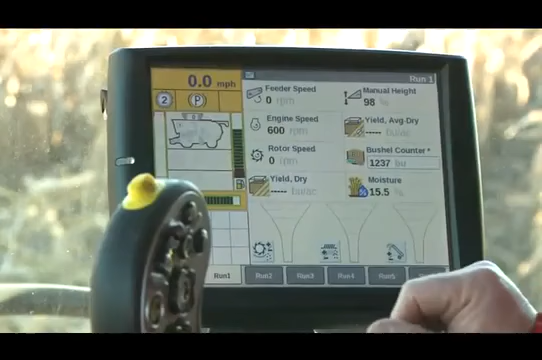 0.0 mph
2 P
Run 1
Feeder Speed
0 rpm
Manual Height
98 %
Engine Speed
600 rpm
Yield, Avg Dry
----- bu/ac
Rotor Speed
0 rpm
Bushel Counter *
1237 bu
Yield, Dry
----- bu/ac
Moisture
15.5 %
Run1 Run2 Run3 Run4 Run5